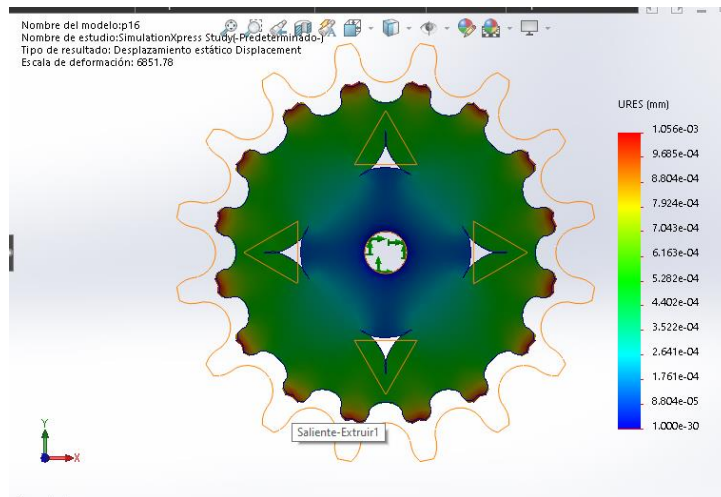 Nombre del modelo:p16
Nombre de estudio:SimulationXpress Study(-Predeterminado-)
Tipo de resultado: Desplazamiento estático Displacement
Escala de deformación: 6851.78
URES (mm)
1.056e-03
9.685e-04
8.804e-04
7.924e-04
7.043e-04
6.163e-04
5.282e-04
4.402e-04
3.522e-04
2.641e-04
1.761e-04
8.804e-05
1.000e-30
Saliente-Extruir1
Y
X